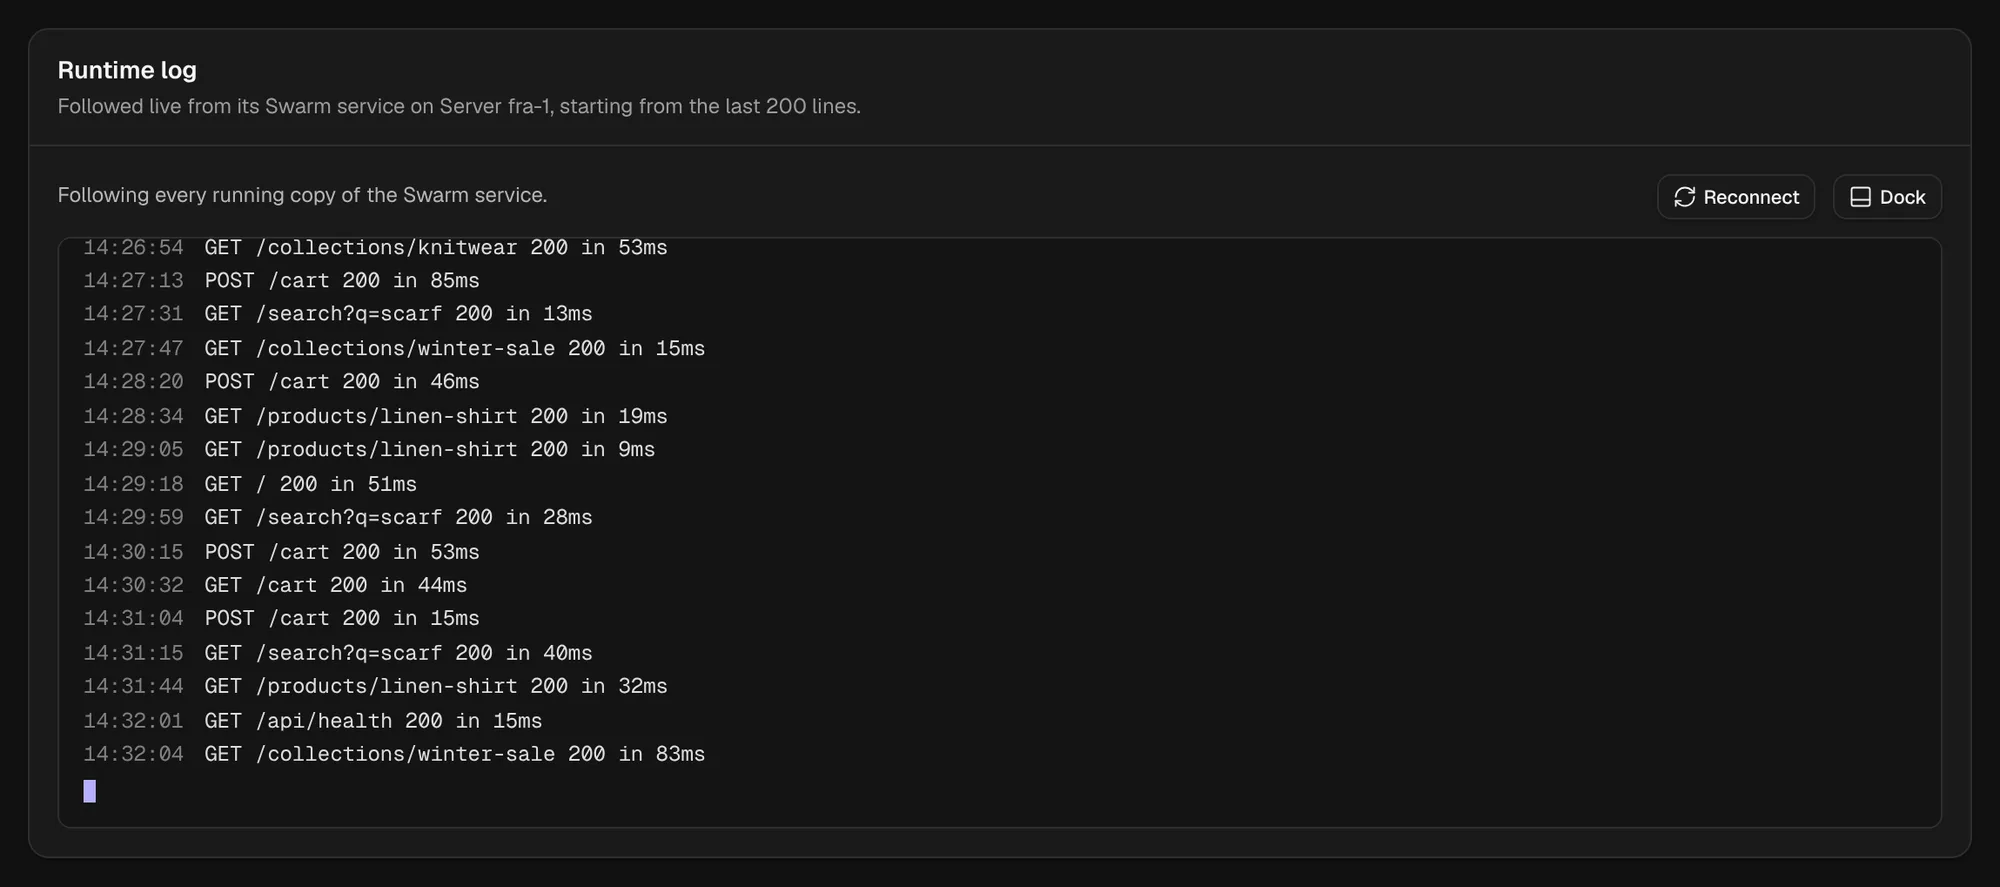 Runtime log
Followed live from its Swarm service on Server fra-1, starting from the last 200 lines.
Following every running copy of the Swarm service.
Reconnect
Dock
14:26:54 GET /collections/knitwear 200 in 53ms
14:27:13 POST /cart 200 in 85ms
14:27:31 GET /search?q=scarf 200 in 13ms
14:27:47 GET /collections/winter-sale 200 in 15ms
14:28:20 POST /cart 200 in 46ms
14:28:34 GET /products/linen-shirt 200 in 19ms
14:29:05 GET /products/linen-shirt 200 in 9ms
14:29:18 GET / 200 in 51ms
14:29:59 GET /search?q=scarf 200 in 28ms
14:30:15 POST /cart 200 in 53ms
14:30:32 GET /cart 200 in 44ms
14:31:04 POST /cart 200 in 15ms
14:31:15 GET /search?q=scarf 200 in 40ms
14:31:44 GET /products/linen-shirt 200 in 32ms
14:32:01 GET /api/health 200 in 15ms
14:32:04 GET /collections/winter-sale 200 in 83ms